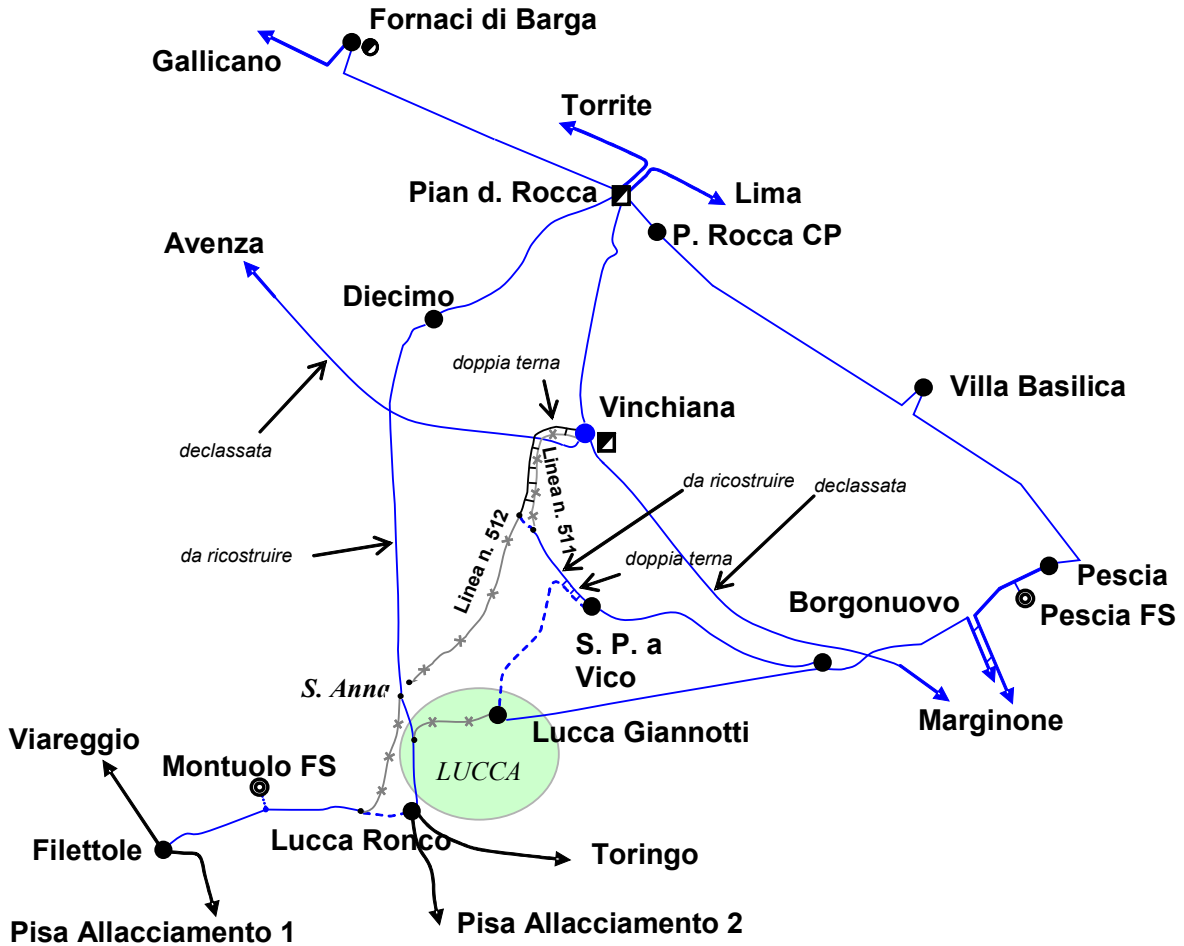 Fornaci di Barga
Gallicano
Torrite
Pian d. Rocca
Lima
P. Rocca CP
Avenza
Diecimo
doppia terna
Villa Basilica
Vinchiana
declassata
Linea n. 511
da ricostruire
declassata
Linea n. 512
da ricostruire
doppia terna
Pescia
Borgonuovo
Pescia FS
S. P. a
Vico
S. Anna
Marginone
Lucca Giannotti
Viareggio
Montuolo FS
LUCCA
Lucca Ronco
Filettole
Toringo
Pisa Allacciamento 1
Pisa Allacciamento 2